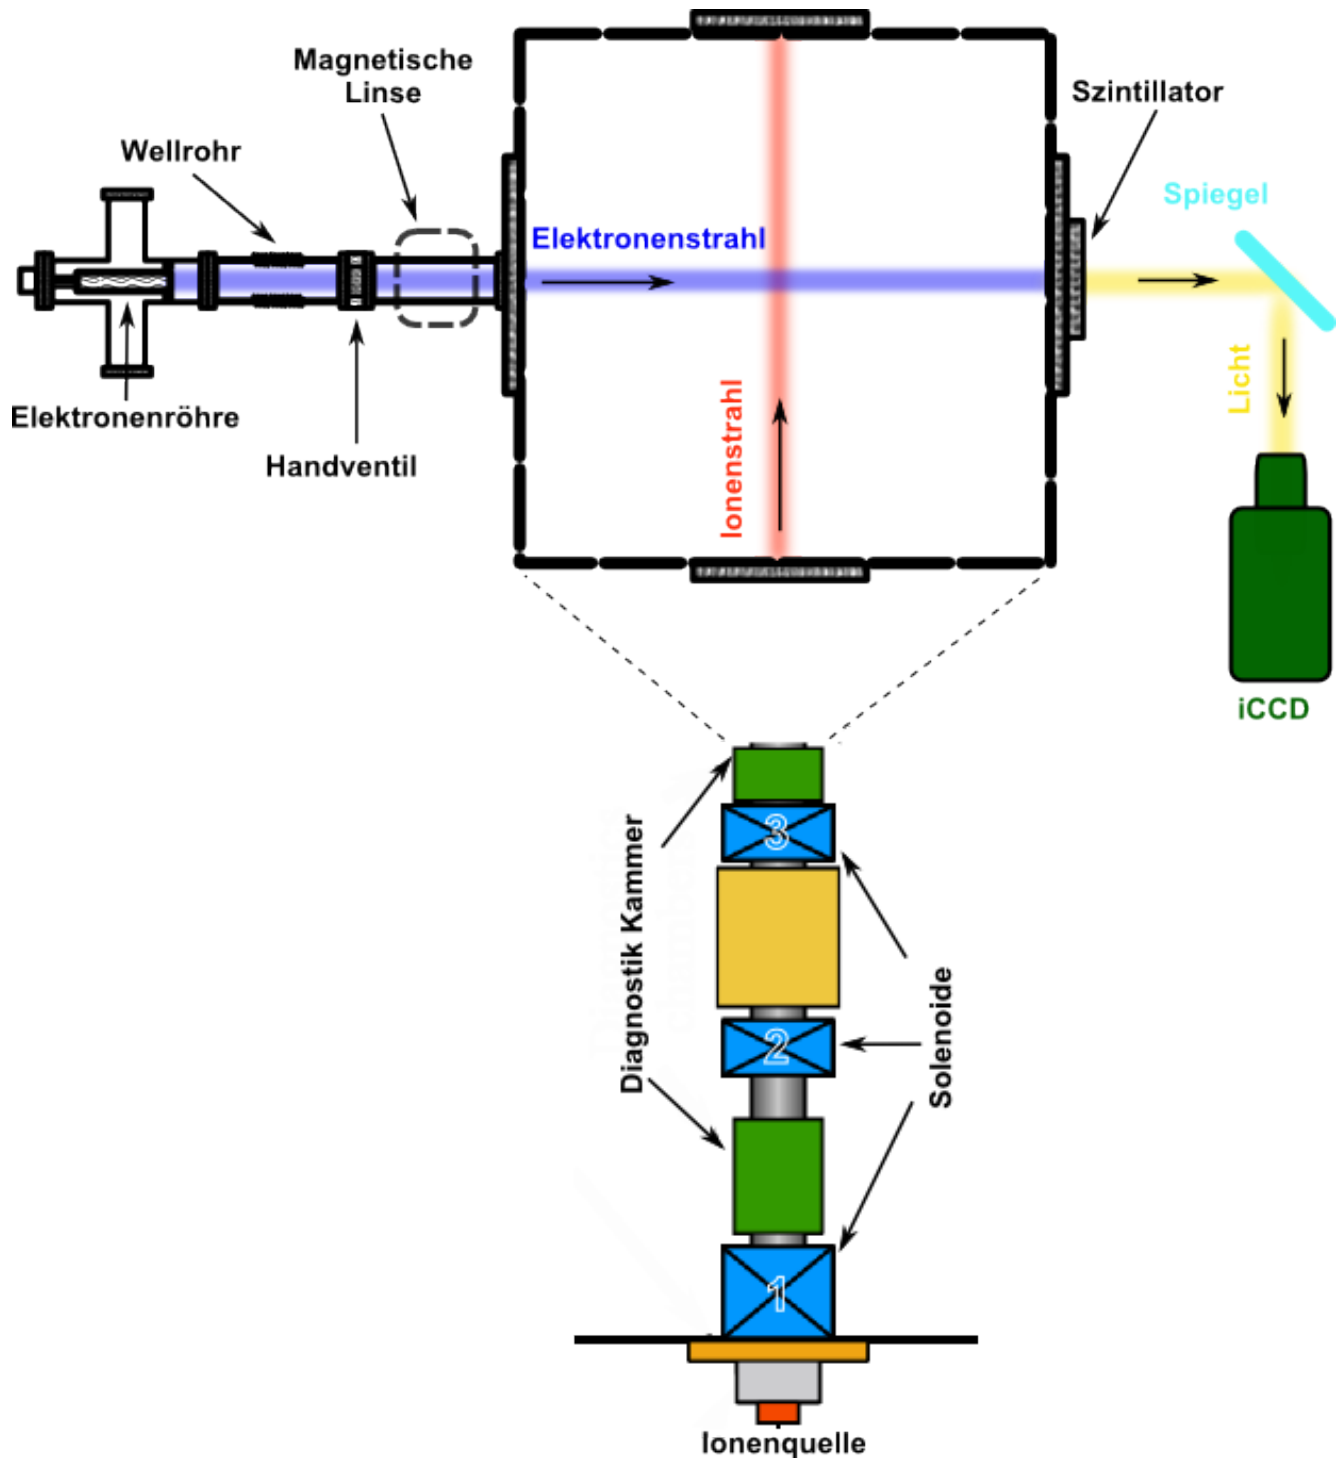 Magnetische
Linse
Szintillator
Wellrohr
Spiegel
Elektronenstrahl
Licht
Ionenstrahl
Elektronenröhre
Handventil
iCCD
3
Diagnostik Kammer
2
Solenoide
1
Ionenquelle